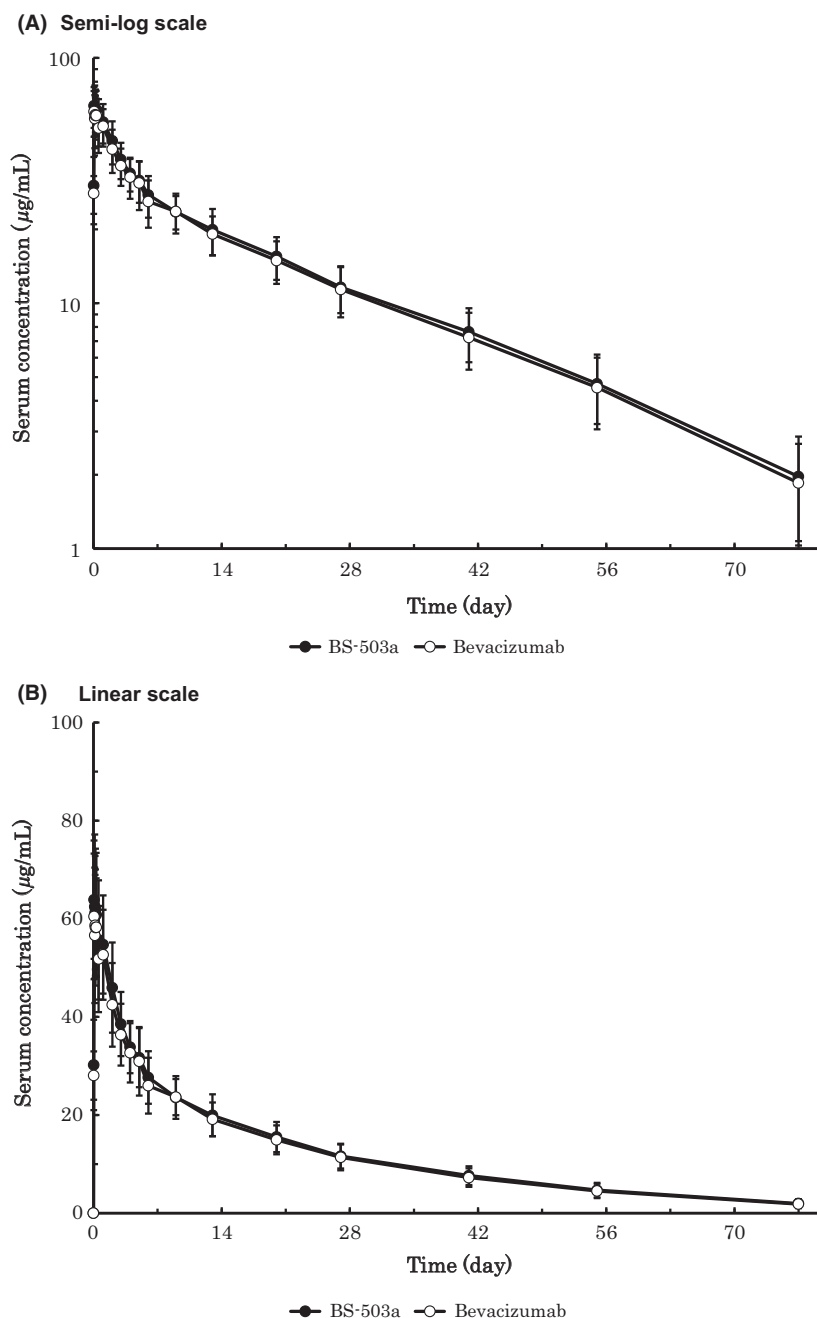 (A) Semi-log scale
100
10
1
Serum concentration (μg/mL)
0 14 28 42 56 70
Time (day)
BS-503a Bevacizumab
(B) Linear scale
100
80
60
40
20
0
Serum concentration (μg/mL)
0 14 28 42 56 70
Time (day)
BS-503a Bevacizumab